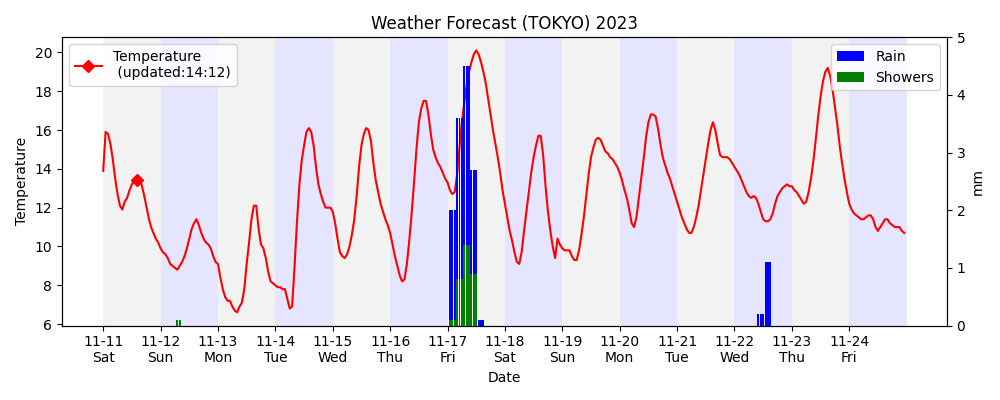 Weather Forecast (TOKYO) 2023
Temperature
(updated:14:12)
Rain
Showers
Temperature
20
18
16
14
12
10
8
6
5
4
3
2
1
0
mm
11-11 11-12 11-13 11-14 11-15 11-16 11-17 11-18 11-19 11-20 11-21 11-22 11-23 11-24
Sat Sun Mon Tue Wed Thu Fri Sat Sun Mon Tue Wed Thu Fri
Date